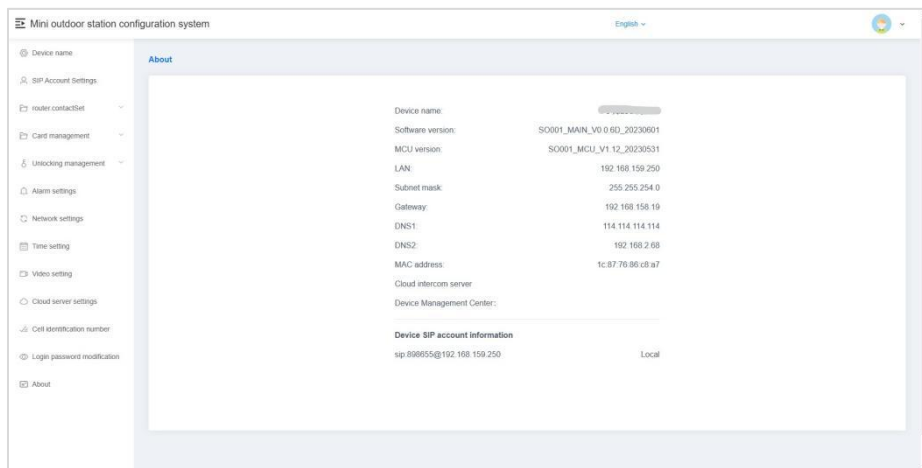 Mini outdoor station configuration system
English
Device name
SIP Account Settings
router.contactSet
Card management
Unlocking management
Alarm settings
Network settings
Time setting
Video setting
Cloud server settings
Cell identification number
Login password modification
About
About
Device name:
Software version: SO001_MAIN_V0.0.6D_20230601
MCU version: SO001_MCU_V1.12_20230531
LAN: 192.168.159.250
Subnet mask: 255.255.254.0
Gateway: 192.168.158.19
DNS1: 114.114.114.114
DNS2: 192.168.2.68
MAC address: 1c:87:76:86:c8:a7
Cloud intercom server
Device Management Center::
Device SIP account information
sip:898655@192.168.159.250 Local